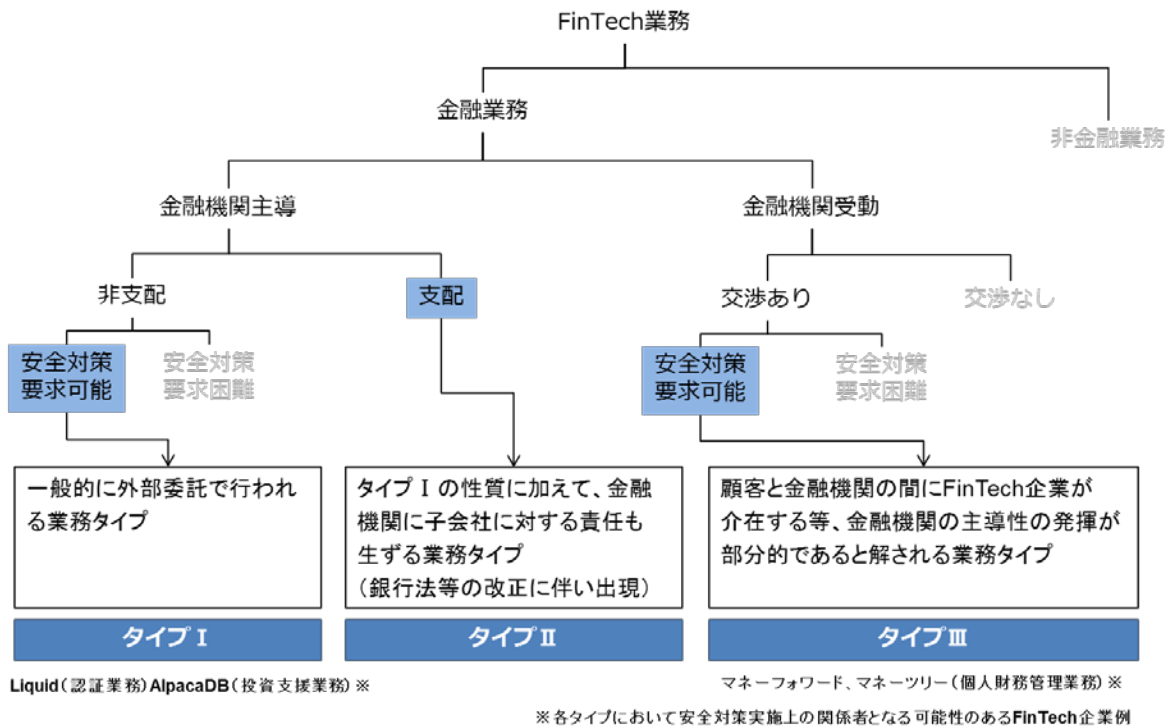 FinTech業務
金融業務
非金融業務
金融機関主導
金融機関受動
非支配
支配
交渉あり
交渉なし
安全対策
要求可能
安全対策
要求困難
安全対策
要求可能
安全対策
要求困難
一般的に外部委託で行われ
る業務タイプ
タイプⅠの性質に加えて、金融
機関に子会社に対する責任も
生ずる業務タイプ
（銀行法等の改正に伴い出現）
顧客と金融機関の間にFinTech企業が
介在する等、金融機関の主導性の発揮が
部分的であると解される業務タイプ
タイプⅠ
タイプⅡ
タイプⅢ
Liquid（認証業務）AlpacaDB（投資支援業務）※
マネーフォワード、マネーツリー（個人財務管理業務）※
※各タイプにおいて安全対策実施上の関係者となる可能性のあるFinTech企業例